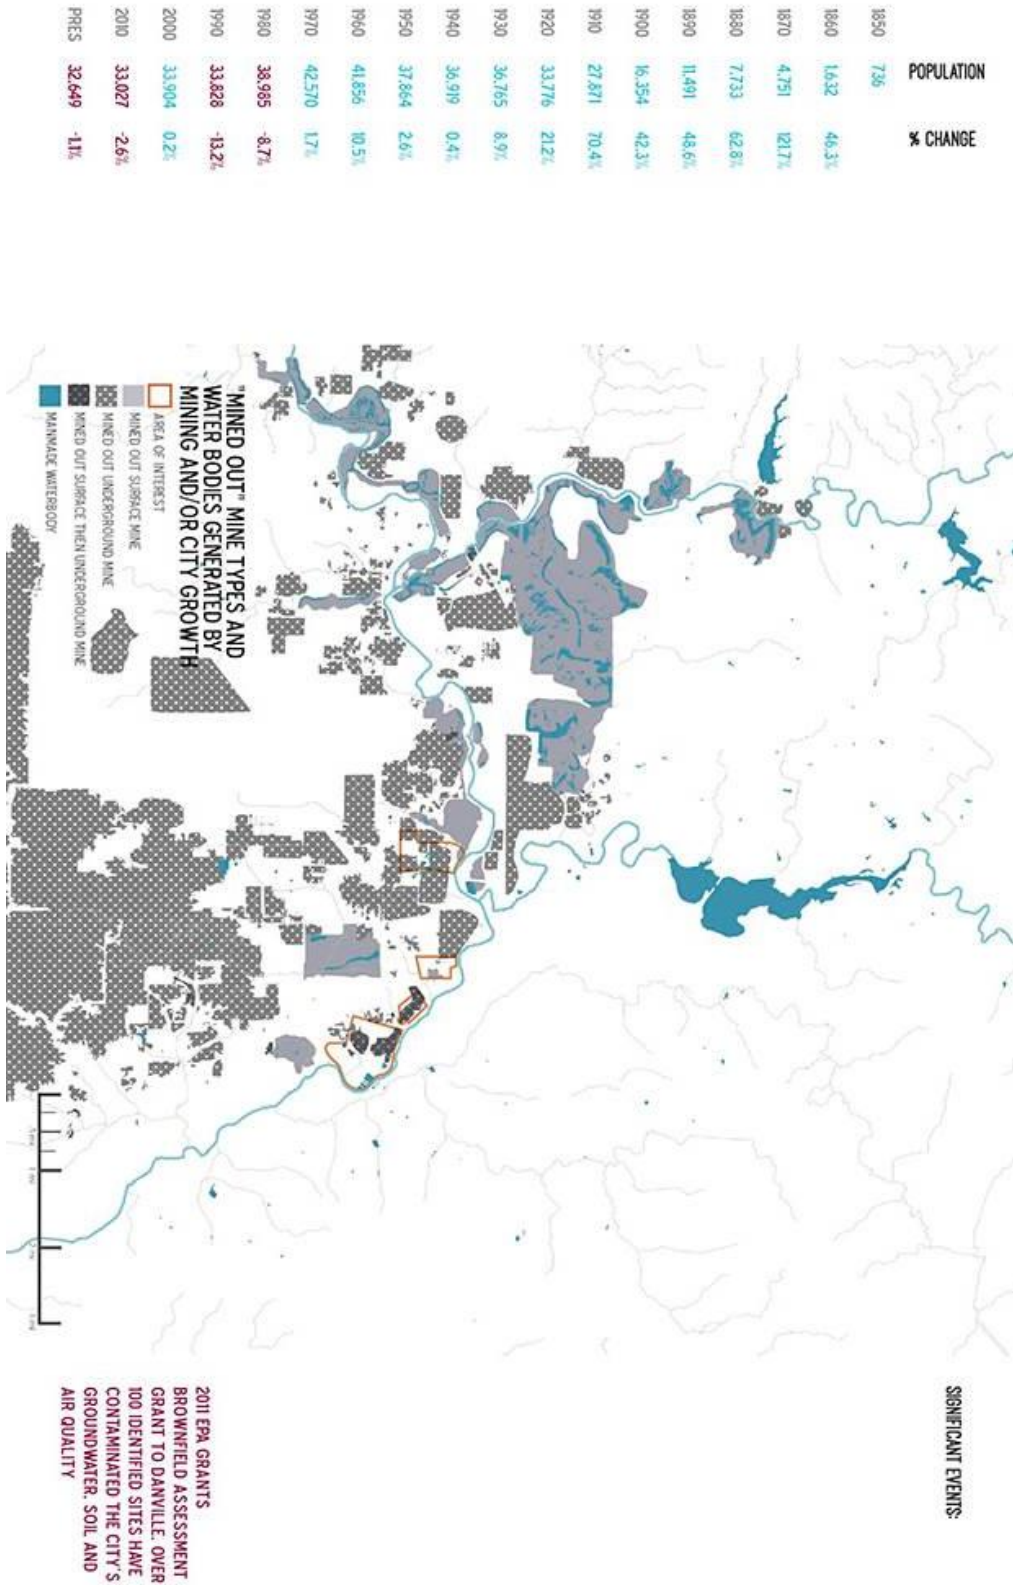 POPULATION % CHANGE
SIGNIFICANT EVENTS:
1850 736
1860 1,632 46.3%
1870 4,751 121.7%
1880 7,733 62.8%
1890 11,491 48.6%
1900 16,354 42.3%
1910 27,871 70.4%
1920 33,776 21.2%
1930 36,765 8.9%
1940 36,919 0.4%
1950 37,864 2.6%
1960 41,856 10.5%
1970 42,570 1.7%
1980 38,985 -8.7%
1990 33,828 -13.2%
2000 33,904 0.2%
2010 33,027 -2.6%
PRES 32,649 -1.1%
"MINED OUT" MINE TYPES AND
WATER BODIES GENERATED BY
MINING AND/OR CITY GROWTH
AREA OF INTEREST
MINED OUT SURFACE MINE
MINED OUT UNDERGROUND MINE
MINED OUT SURFACE THEN UNDERGROUND MINE
MANMADE WATERBODY
2011 EPA GRANTS
BROWNFIELD ASSESSMENT
GRANT TO DANVILLE. OVER
100 IDENTIFIED SITES HAVE
CONTAMINATED THE CITY'S
GROUNDWATER, SOIL AND
AIR QUALITY